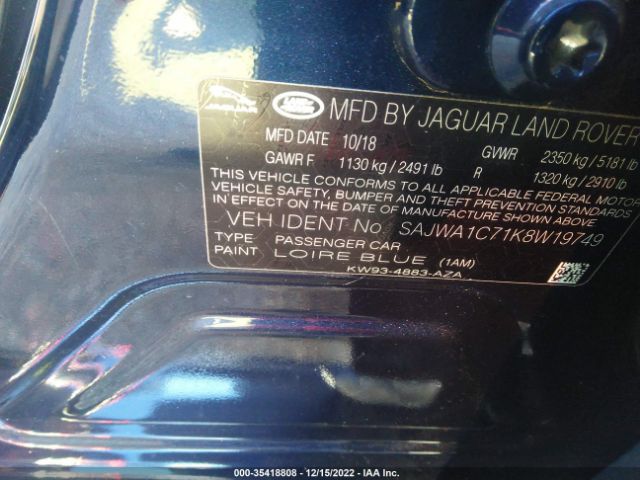 JAGUAR
LAND ROVER
MFD BY JAGUAR LAND ROVER
MFD DATE 10/18 GVWR 2350 kg / 5181 lb
GAWR F 1130 kg / 2491 lb R 1320 kg / 2910 lb
THIS VEHICLE CONFORMS TO ALL APPLICABLE FEDERAL MOTOR
VEHICLE SAFETY, BUMPER AND THEFT PREVENTION STANDARDS
IN EFFECT ON THE DATE OF MANUFACTURE SHOWN ABOVE
VEH IDENT No. SAJWA1C71K8W19749
TYPE PASSENGER CAR
PAINT LOIRE BLUE (1AM)
KW93-4883-AZA
000-35418808 - 12/15/2022 - IAA Inc.